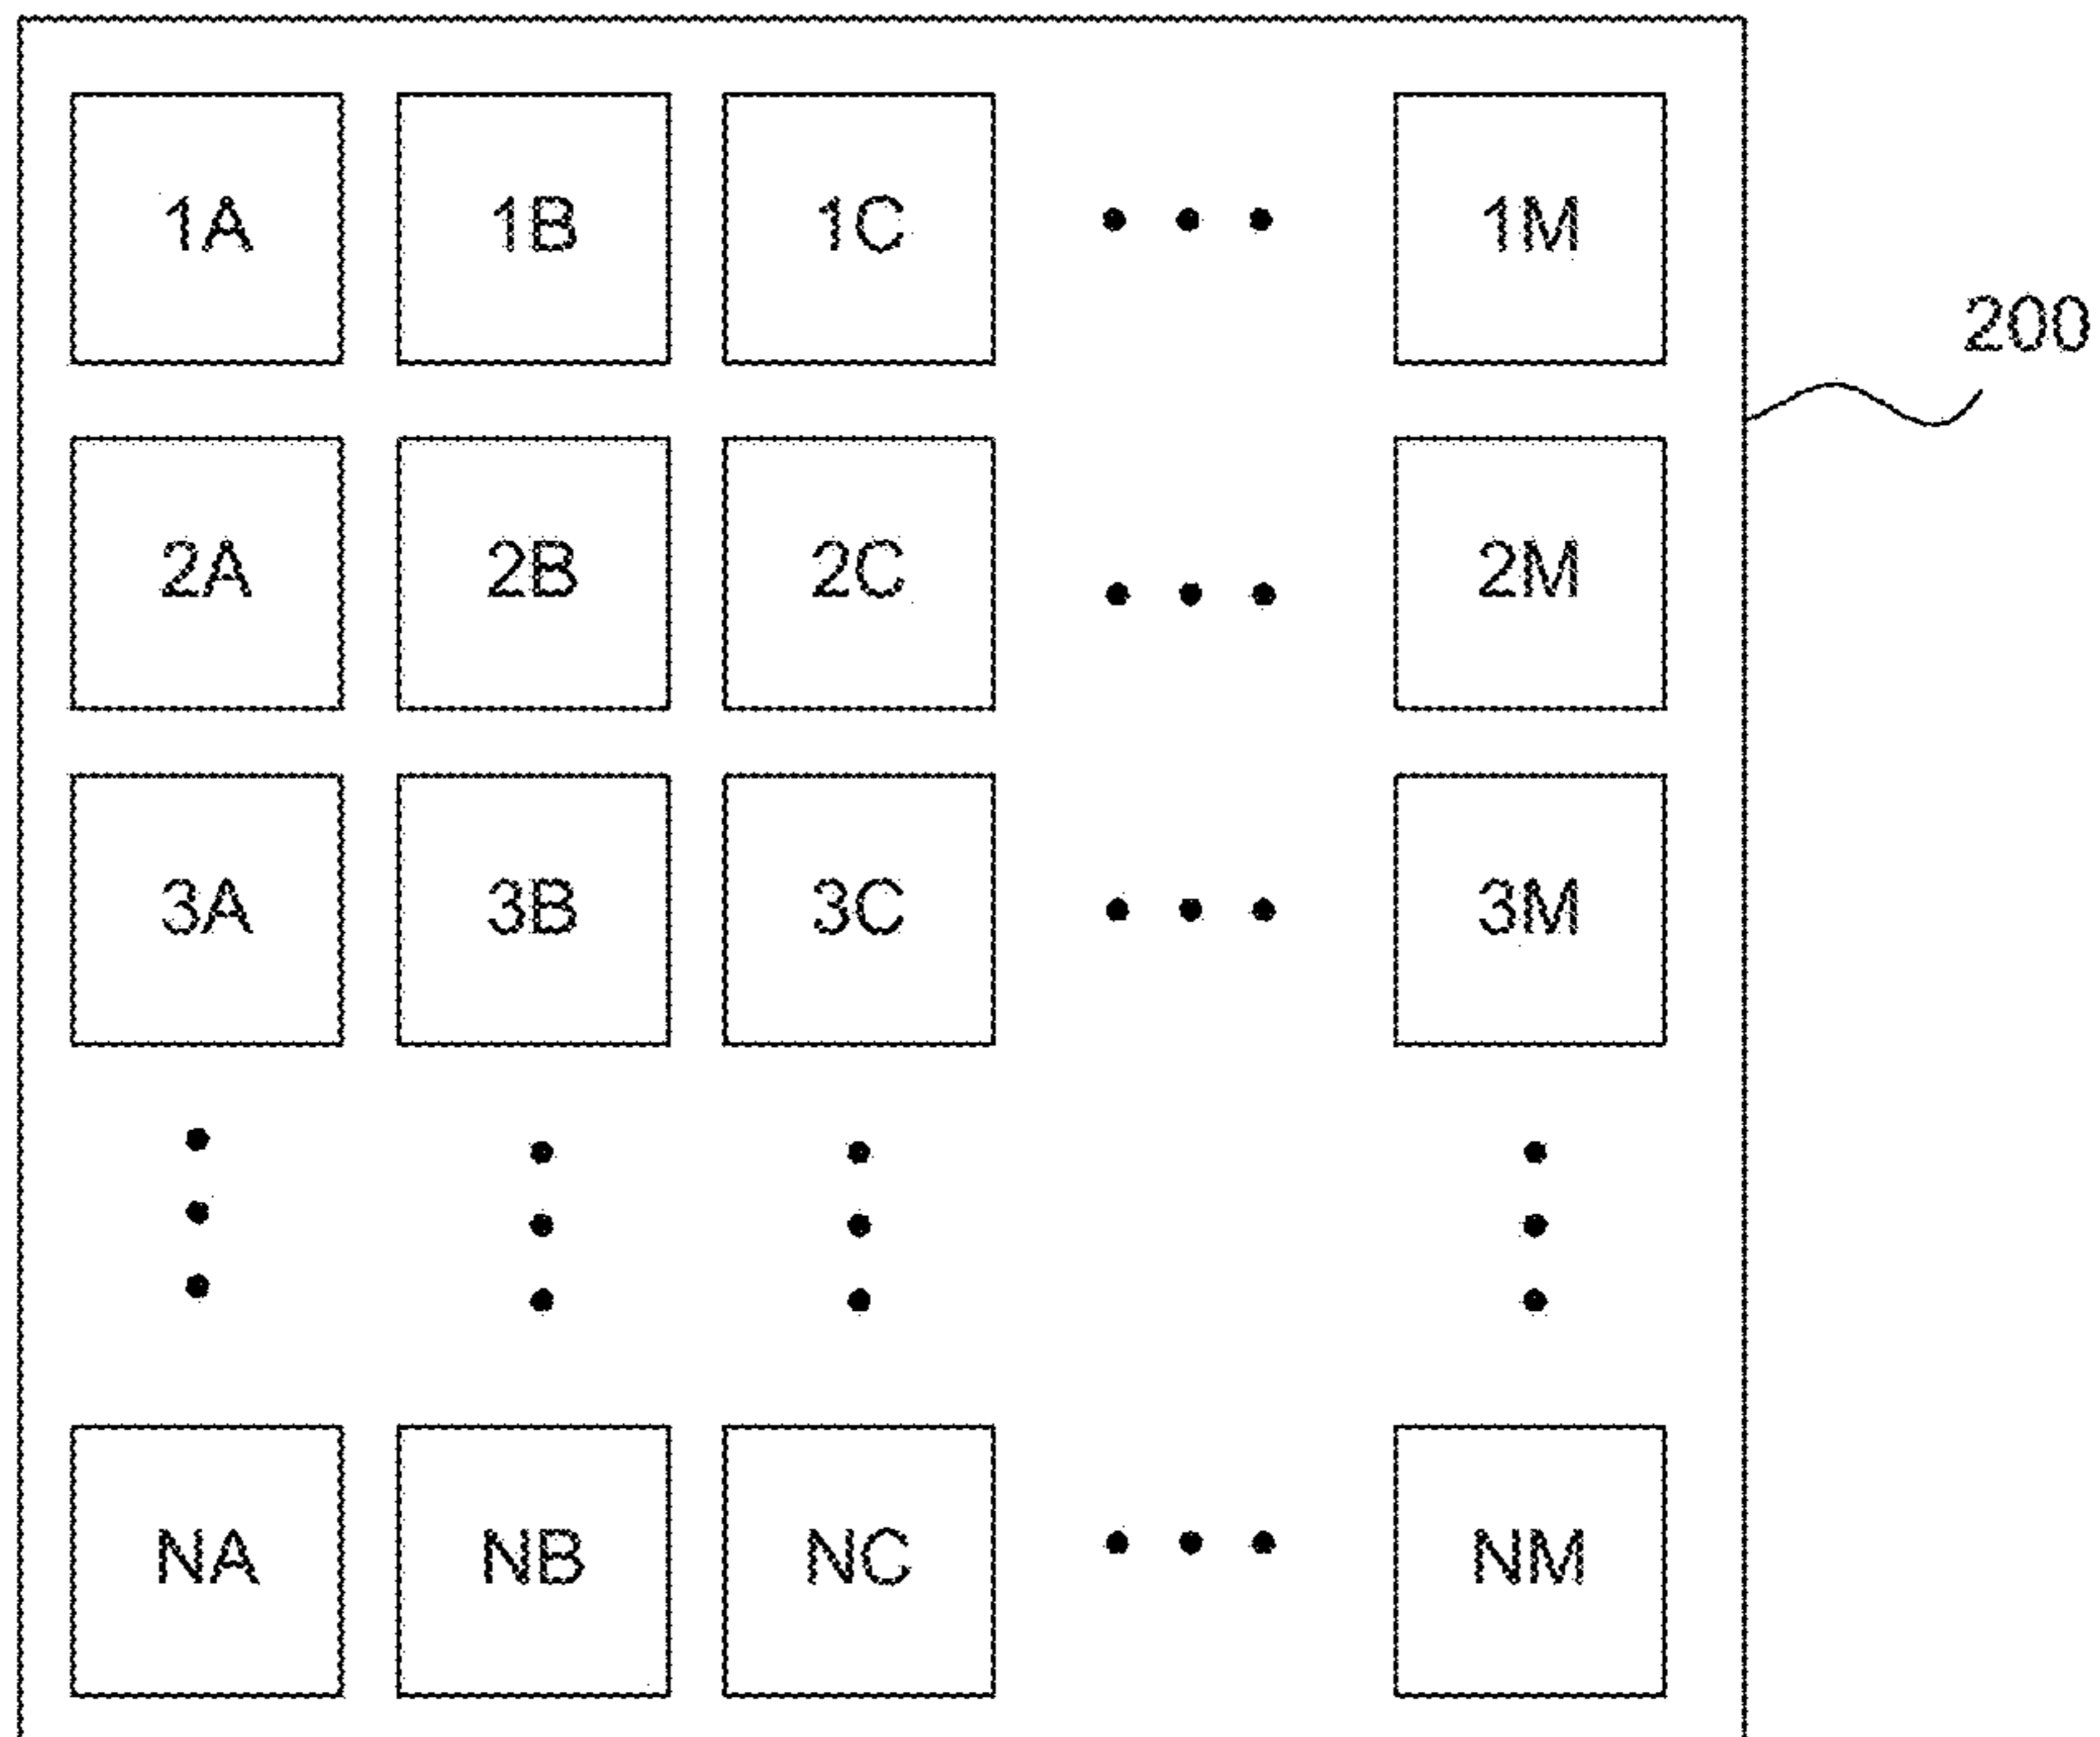 1A 1B 1C • • • 1M
200
2A 2B 2C • • • 2M
3A 3B 3C • • • 3M
NA NB NC • • • NM